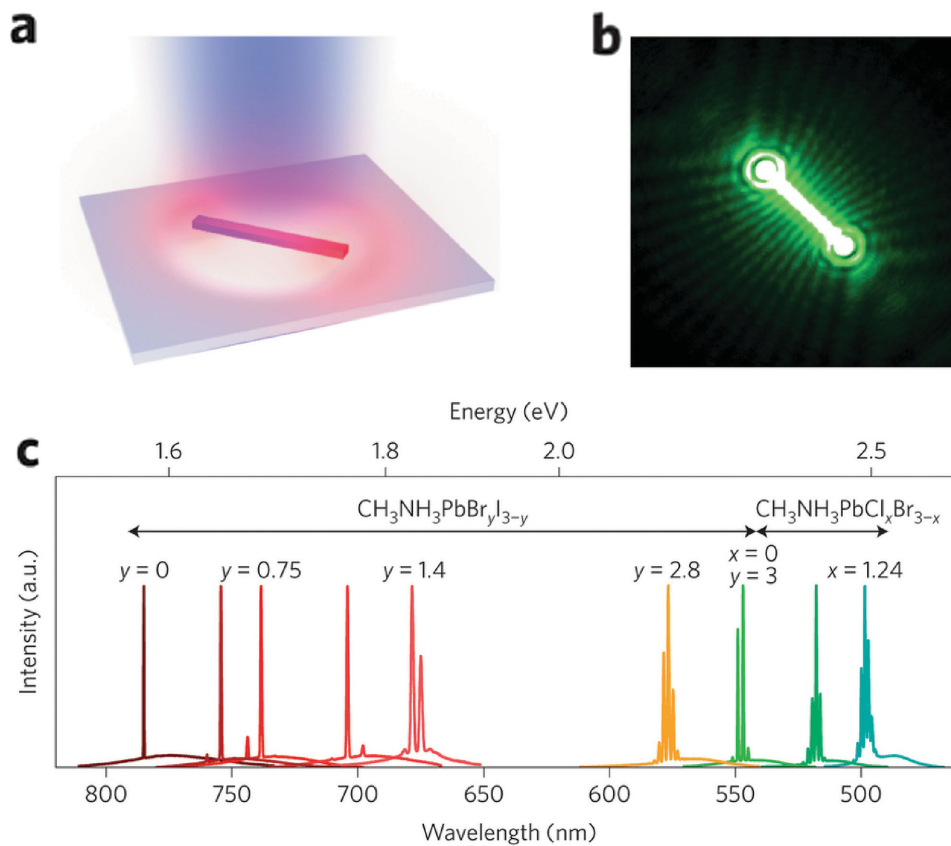 a
b
c
Energy (eV)
1.6 1.8 2.0 2.5
CH₃NH₃PbBrᵧI₃₋ᵧ CH₃NH₃PbClₓBr₃₋ₓ
x = 0
y = 0 y = 0.75 y = 1.4 y = 2.8 y = 3 x = 1.24
Intensity (a.u.)
800 750 700 650 600 550 500
Wavelength (nm)